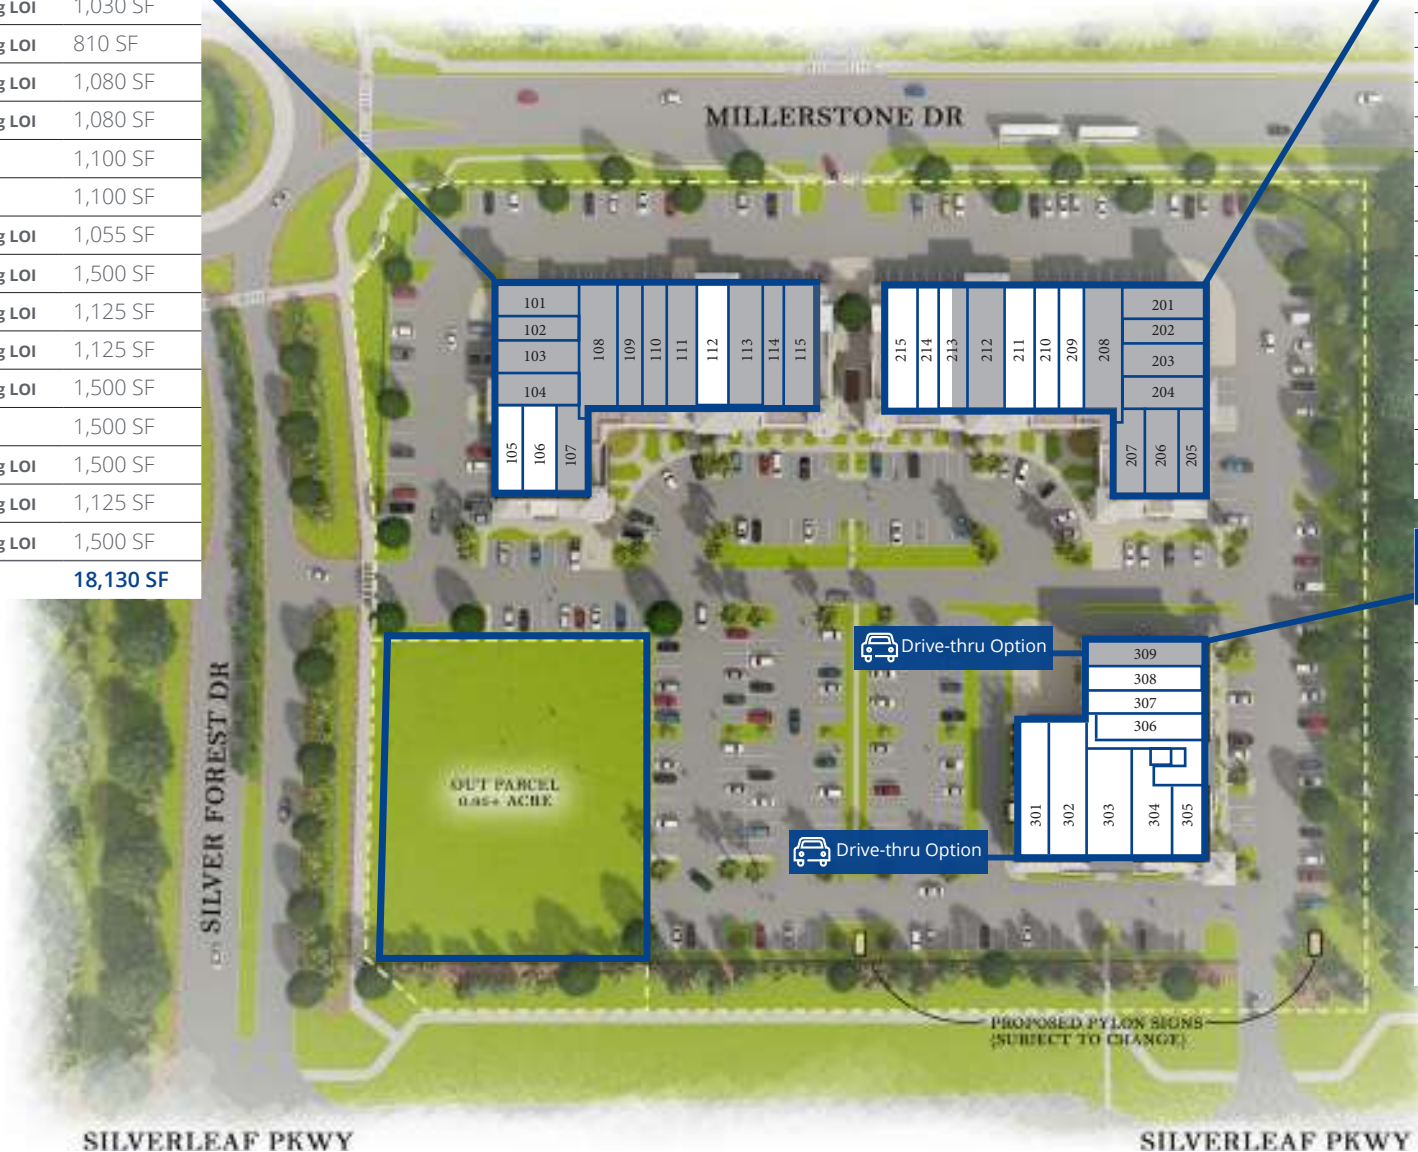 g LOI 1,030 SF
g LOI 810 SF
g LOI 1,080 SF
g LOI 1,080 SF
1,100 SF
1,100 SF
g LOI 1,055 SF
g LOI 1,500 SF
g LOI 1,125 SF
g LOI 1,125 SF
g LOI 1,500 SF
1,500 SF
g LOI 1,500 SF
g LOI 1,125 SF
g LOI 1,500 SF
18,130 SF
MILLERSTONE DR
101
102
103
104
105
106
107
108
109
110
111
112
113
114
115
215
214
213
212
211
210
209
208
201
202
203
204
207
206
205
Drive-thru Option
309
308
307
306
301
302
303
304
305
Drive-thru Option
OUT PARCEL
0.95± ACRE
SILVER FOREST DR
PROPOSED PYLON SIGNS
(SUBJECT TO CHANGE)
SILVERLEAF PKWY
SILVERLEAF PKWY